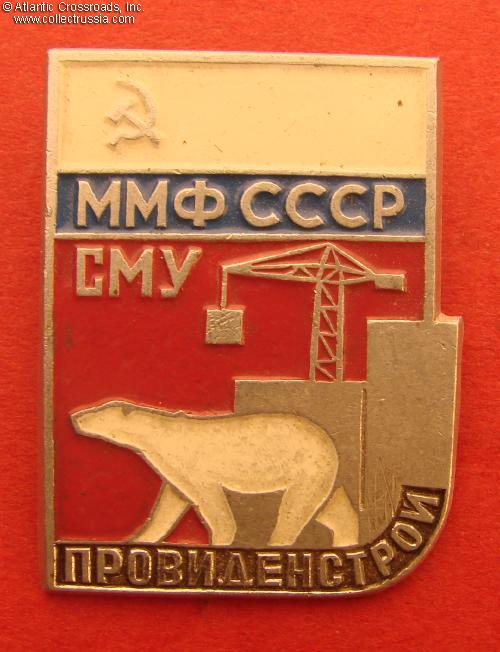 © Atlantic Crossroads, Inc.
www.collectrussia.com
ММФ СССР
СМУ
ПРОВИДЕНСТРОЙ